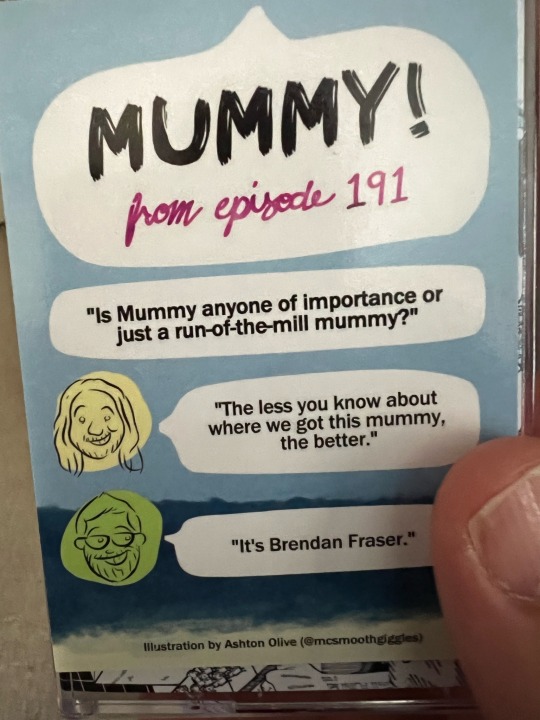 MUMMY!
from episode 191
"Is Mummy anyone of importance or
just a run-of-the-mill mummy?"
"The less you know about
where we got this mummy,
the better."
"It's Brendan Fraser."
Illustration by Ashton Olive (@mcsmoothgiggles)